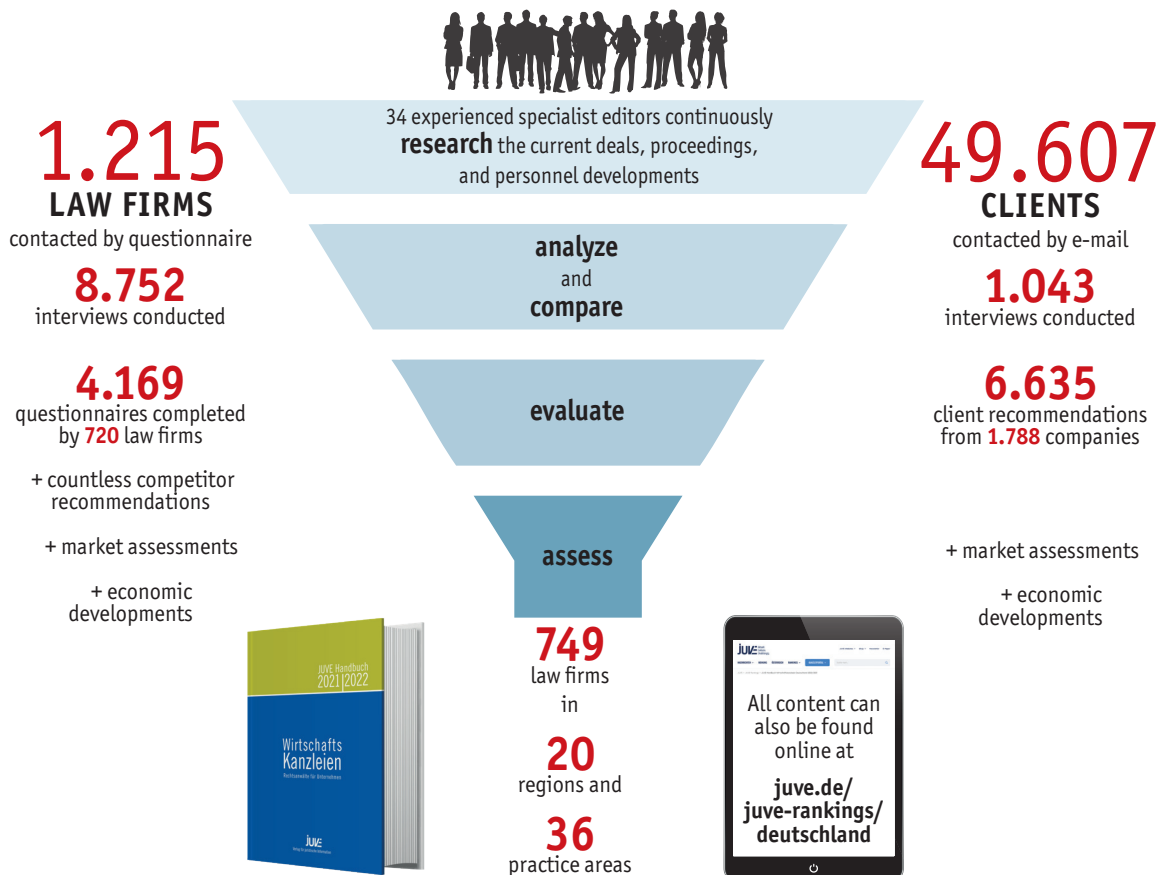 34 experienced specialist editors continuously
research the current deals, proceedings,
and personnel developments
1.215
LAW FIRMS
contacted by questionnaire
8.752
interviews conducted
4.169
questionnaires completed
by 720 law firms
+ countless competitor
recommendations
+ market assessments
+ economic
developments
analyze
and
compare
evaluate
assess
49.607
CLIENTS
contacted by e-mail
1.043
interviews conducted
6.635
client recommendations
from 1.788 companies
+ market assessments
+ economic
developments
JUVE Handbuch
2021|2022
Wirtschafts
Kanzleien
Rechtsanwälte für Unternehmen
JUVE
749
law firms
in
20
regions and
36
practice areas
JUVE
All content can
also be found
online at
juve.de/
juve-rankings/
deutschland